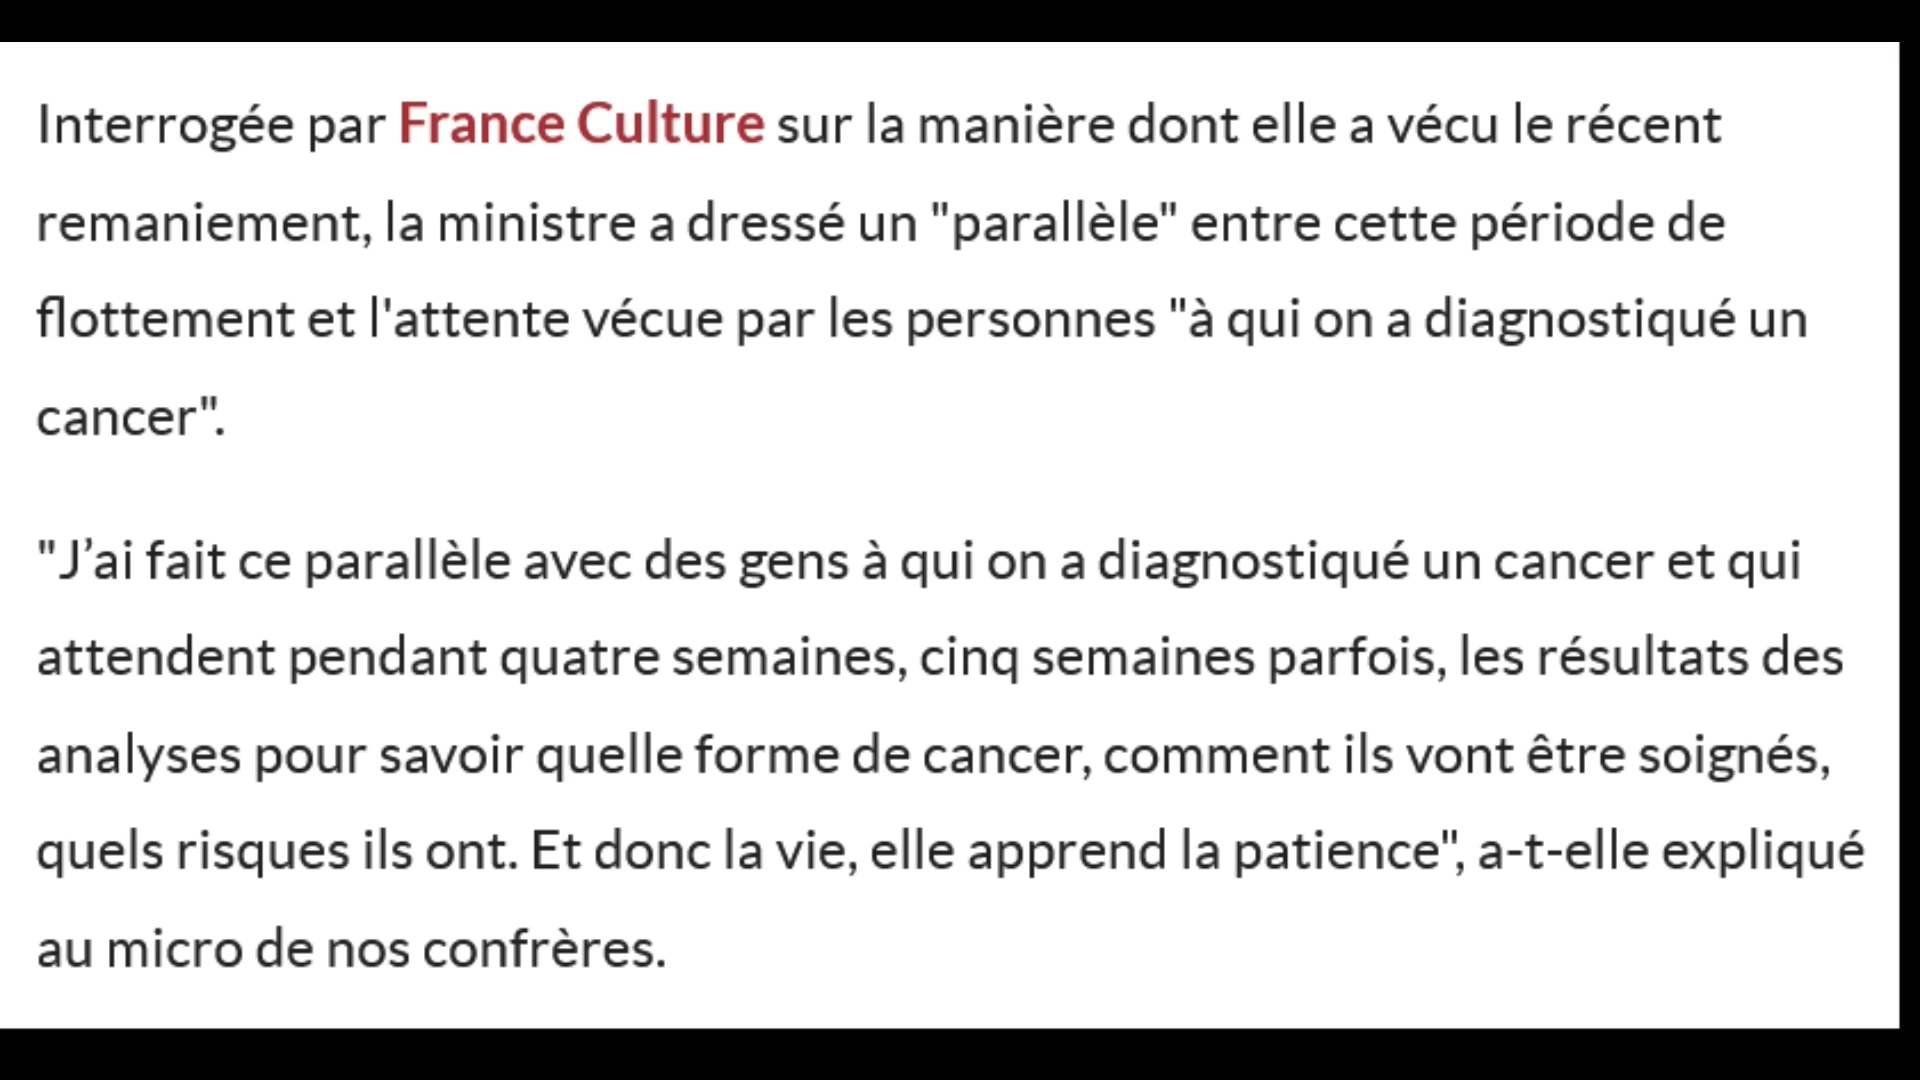 Interrogée par France Culture sur la manière dont elle a vécu le récent
remaniement, la ministre a dressé un "parallèle" entre cette période de
flottement et l'attente vécue par les personnes "à qui on a diagnostiqué un
cancer".
"J’ai fait ce parallèle avec des gens à qui on a diagnostiqué un cancer et qui
attendent pendant quatre semaines, cinq semaines parfois, les résultats des
analyses pour savoir quelle forme de cancer, comment ils vont être soignés,
quels risques ils ont. Et donc la vie, elle apprend la patience", a-t-elle expliqué
au micro de nos confrères.